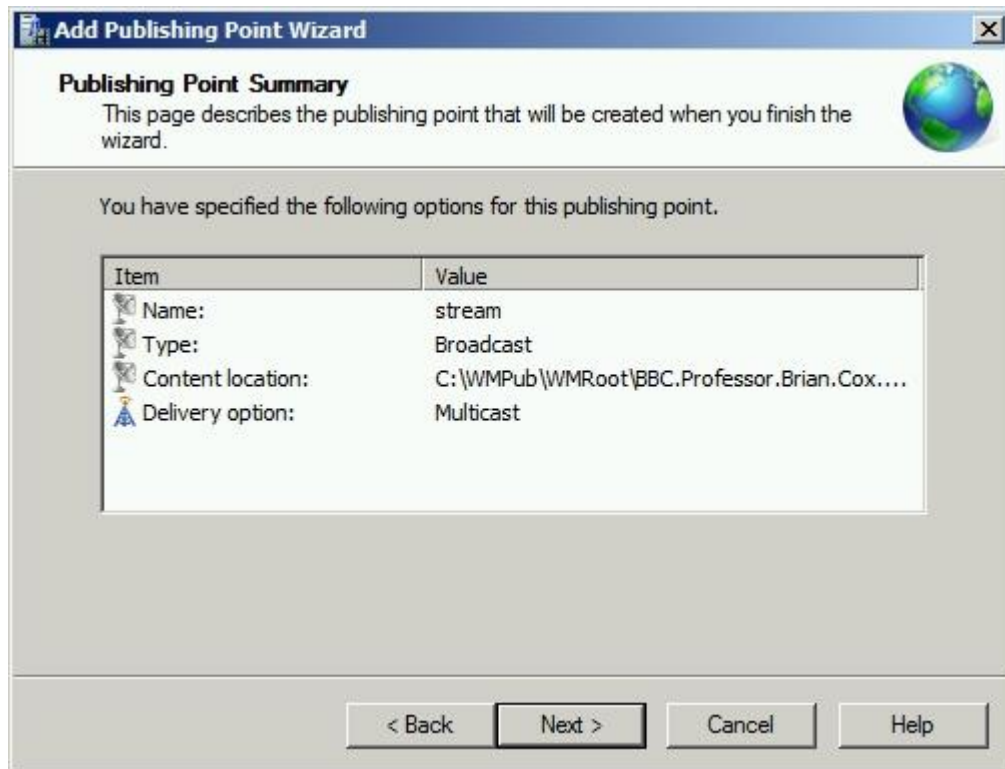 Add Publishing Point Wizard
Publishing Point Summary
This page describes the publishing point that will be created when you finish the
wizard.
You have specified the following options for this publishing point.
Item Value
Name: stream
Type: Broadcast
Content location: C:\WMPub\WMRoot\BBC.Professor.Brian.Cox....
Delivery option: Multicast
< Back Next > Cancel Help